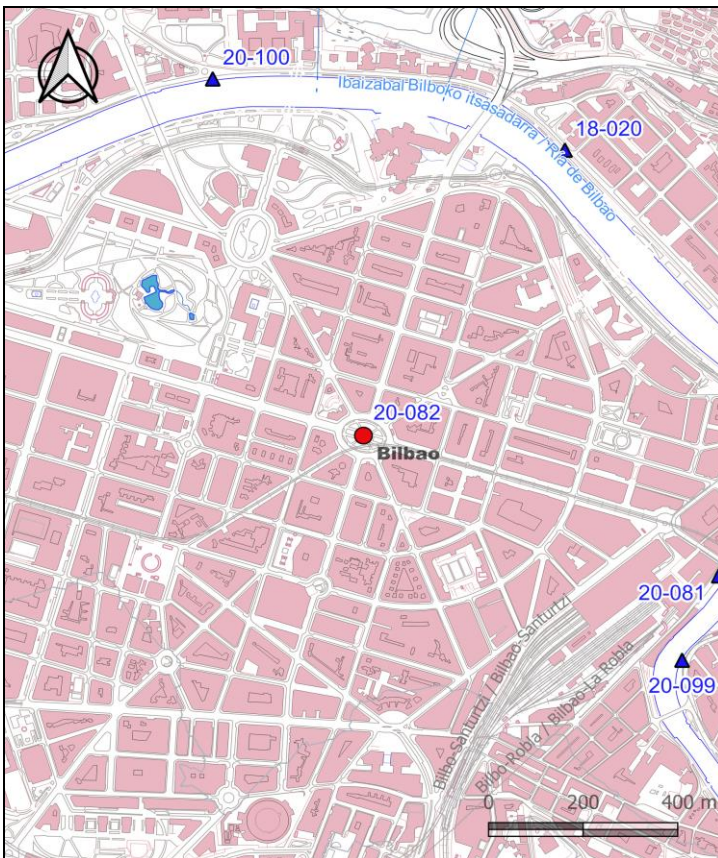 20-100
Ibaizabal Bilboko itsasadarra / Ría de Bilbao
18-020
20-082
Bilbao
20-081
20-099
Bilbo-Santurtzi / Bilbao-Santurtzi
Bilbo-Robla / Bilbao-La Robla
0 200 400 m